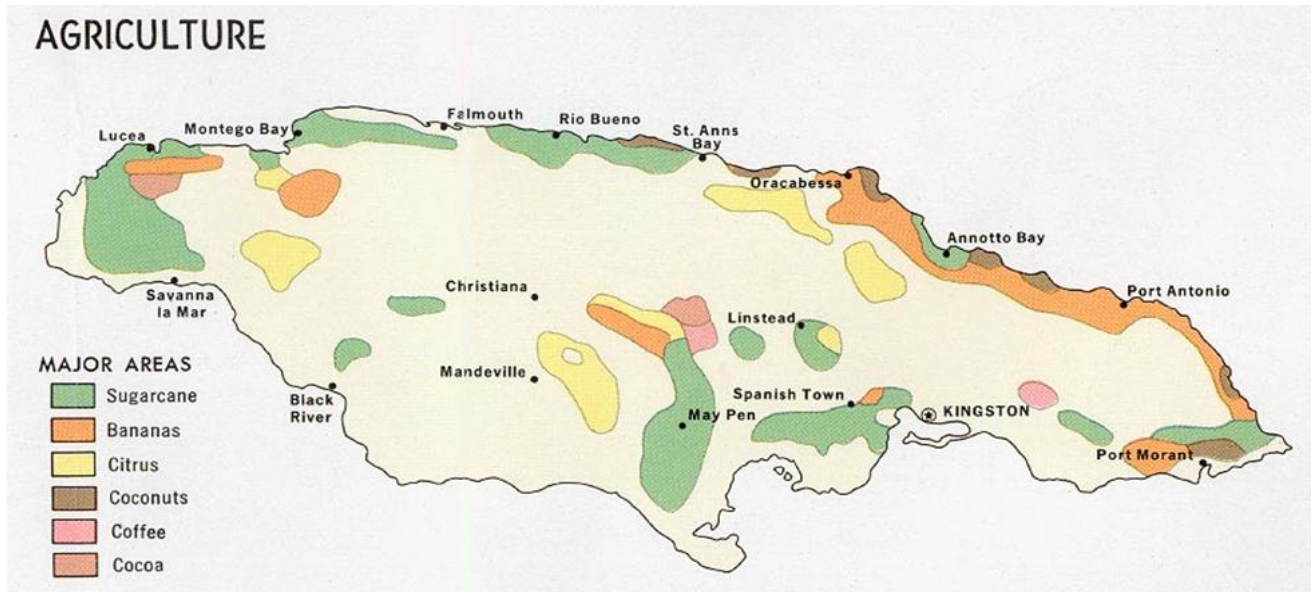 AGRICULTURE
Falmouth
Rio Bueno
Montego Bay
Lucea
St. Anns
Bay
Oracabessa
Annotto Bay
Christiana
Port Antonio
Savanna
la Mar
Linstead
MAJOR AREAS
Sugarcane
Bananas
Citrus
Coconuts
Coffee
Cocoa
Mandeville
Black
River
Spanish Town
KINGSTON
May Pen
Port Morant